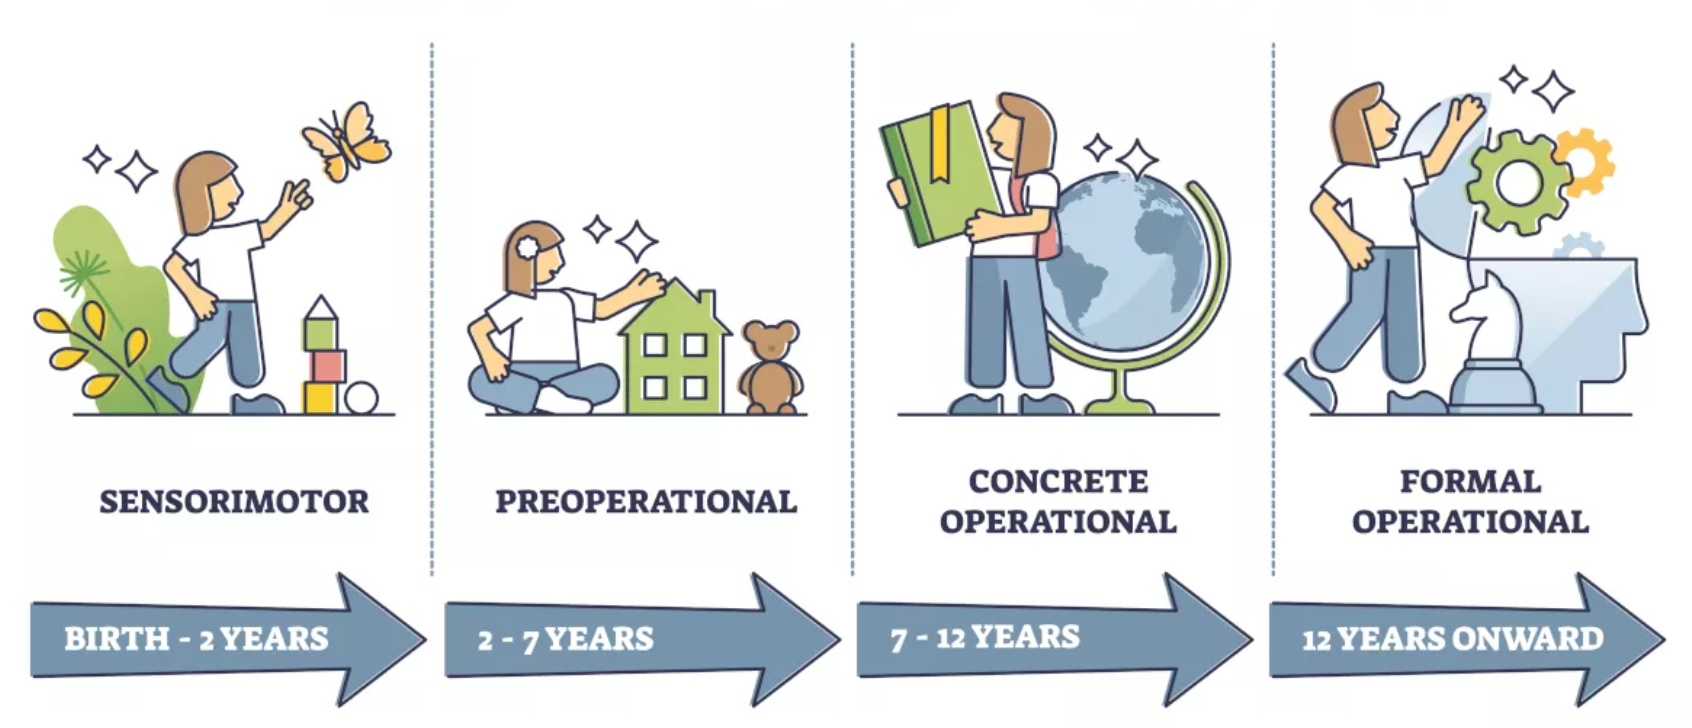 SENSORIMOTOR
PREOPERATIONAL
CONCRETE
OPERATIONAL
FORMAL
OPERATIONAL
BIRTH - 2 YEARS
2 - 7 YEARS
7 - 12 YEARS
12 YEARS ONWARD